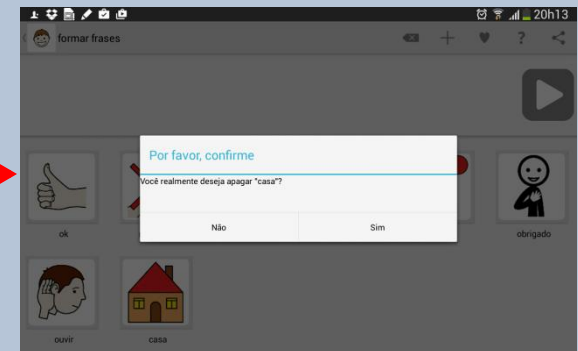 20h13
formar frases
Por favor, confirme
Você realmente deseja apagar "casa"?
Não Sim
ok obrigado
ouvir casa